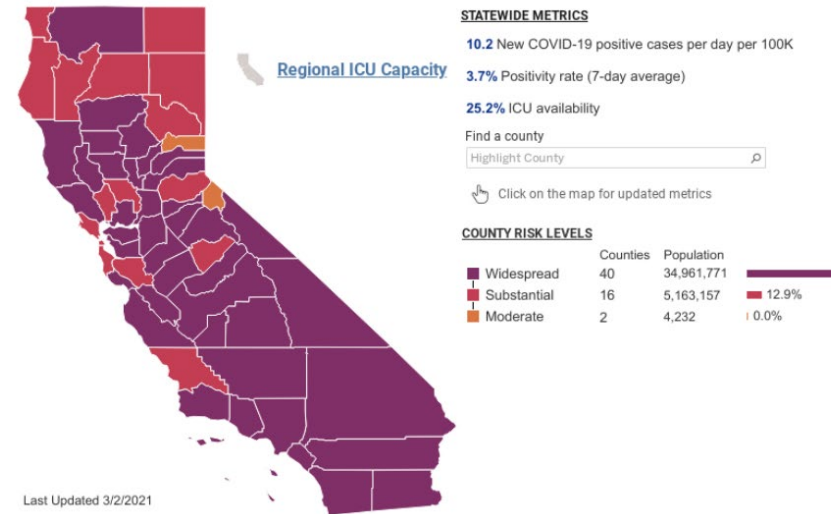 STATEWIDE METRICS
10.2 New COVID-19 positive cases per day per 100K
Regional ICU Capacity
3.7% Positivity rate (7-day average)
25.2% ICU availability
Find a county
Highlight County
Click on the map for updated metrics
COUNTY RISK LEVELS
Counties Population
Widespread 40 34,961,771
Substantial 16 5,163,157 12.9%
Moderate 2 4,232 0.0%
Last Updated 3/2/2021